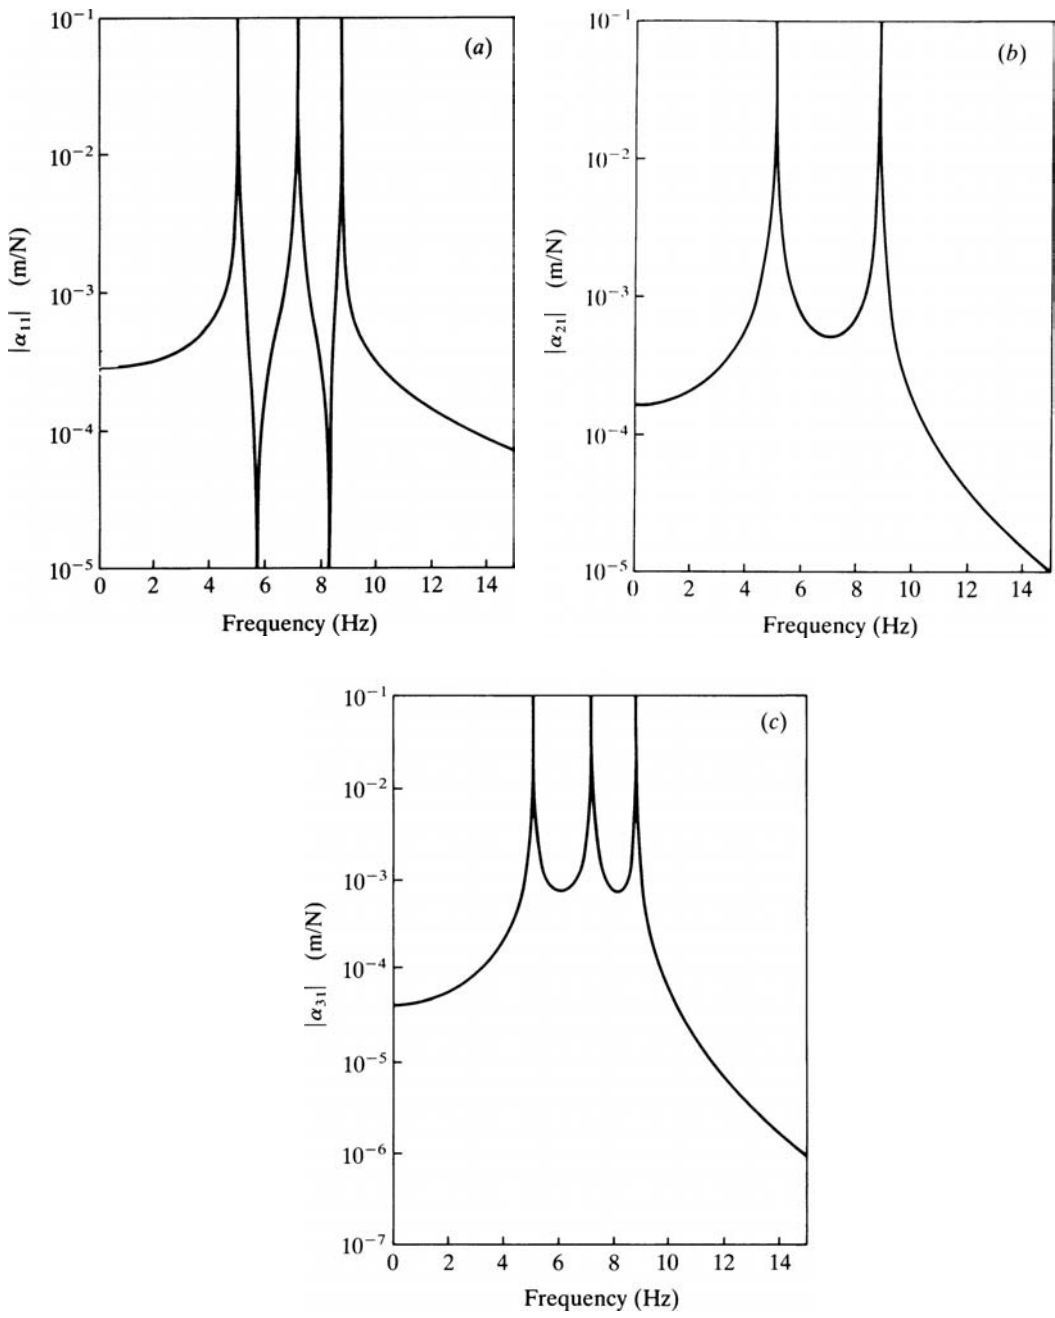 (a)
|α₁₁| (m/N)
10⁻¹
10⁻²
10⁻³
10⁻⁴
10⁻⁵
0 2 4 6 8 10 12 14
Frequency (Hz)
(b)
|α₂₁| (m/N)
10⁻¹
10⁻²
10⁻³
10⁻⁴
10⁻⁵
0 2 4 6 8 10 12 14
Frequency (Hz)
(c)
|α₃₁| (m/N)
10⁻¹
10⁻²
10⁻³
10⁻⁴
10⁻⁵
10⁻⁶
10⁻⁷
0 2 4 6 8 10 12 14
Frequency (Hz)